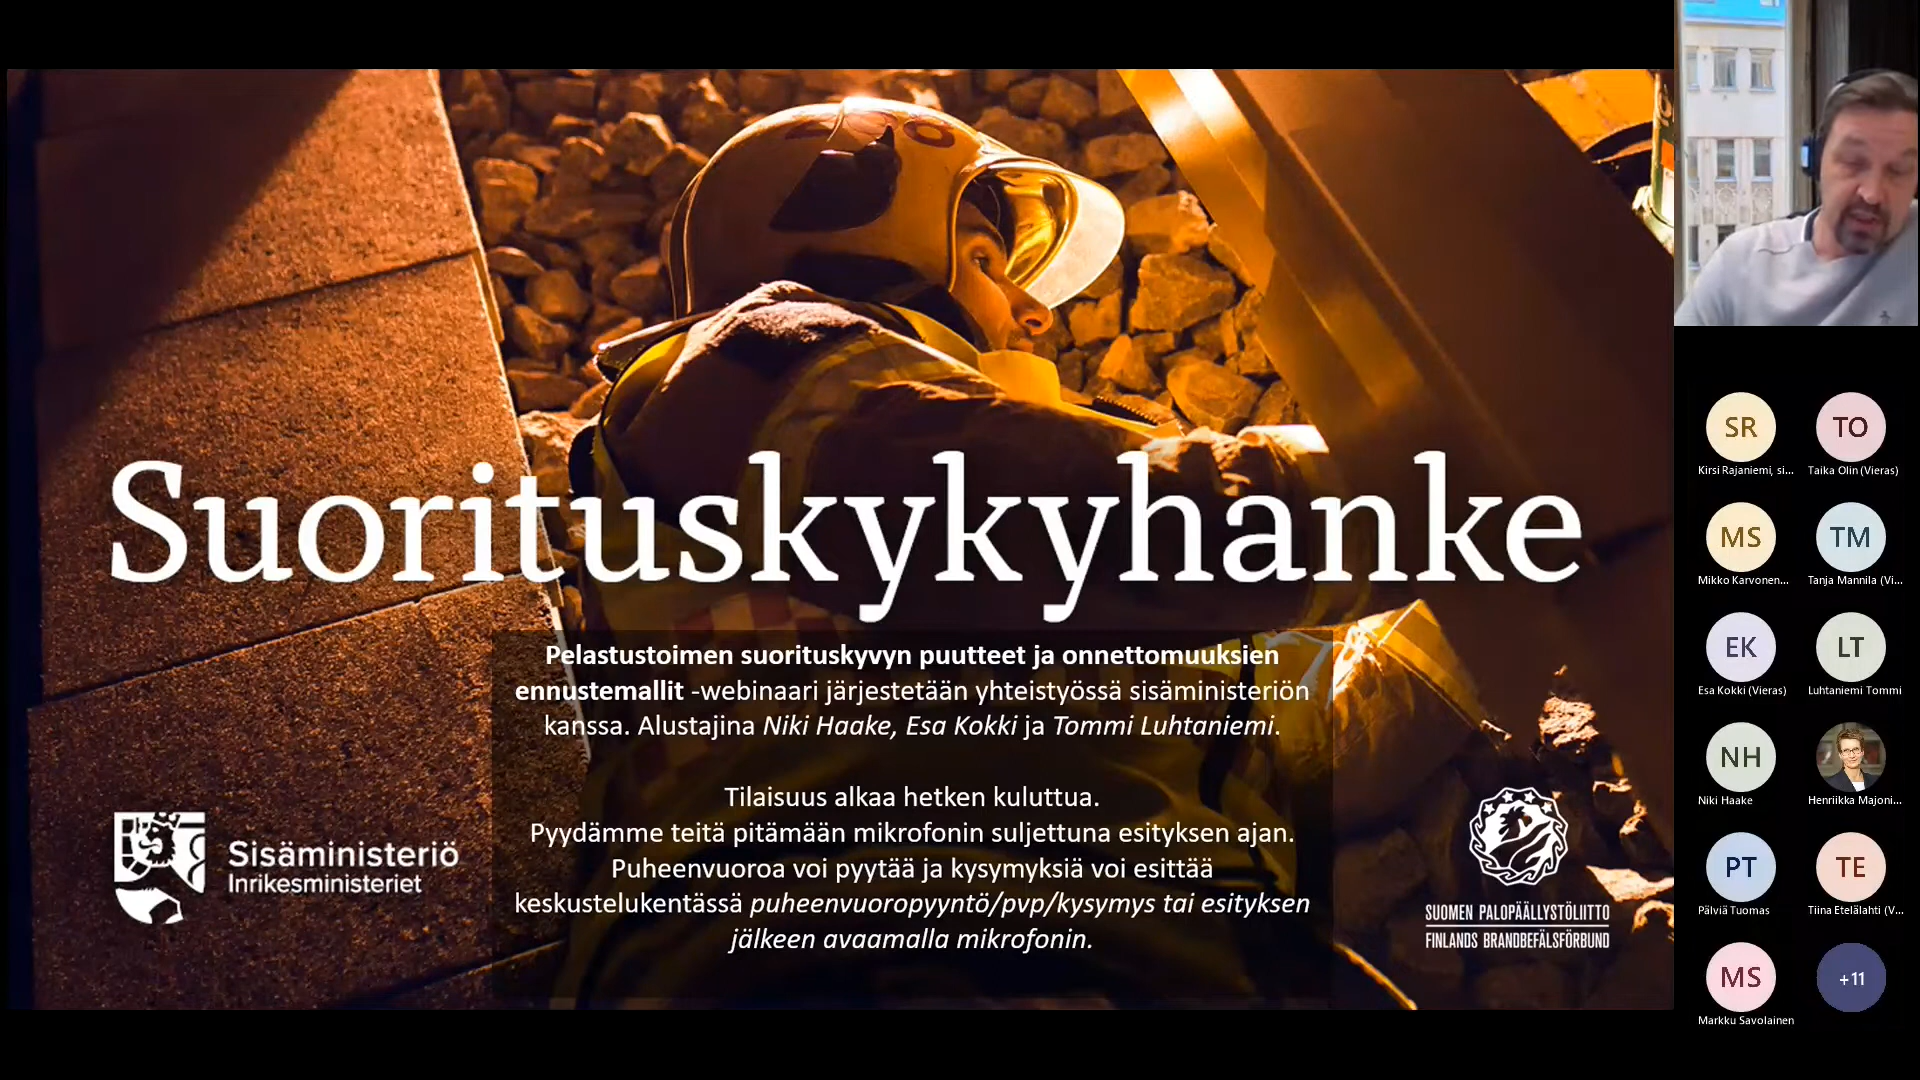 Suorituskykyhanke
Pelastustoimen suorituskyvyn puutteet ja onnettomuuksien
ennustemallit -webinaari järjestetään yhteistyössä sisäministeriön
kanssa. Alustajina Niki Haake, Esa Kokki ja Tommi Luhtaniemi.
Tilaisuus alkaa hetken kuluttua.
Pyydämme teitä pitämään mikrofonin suljettuna esityksen ajan.
Puheenvuoroa voi pyytää ja kysymyksiä voi esittää
keskustelukentässä puheenvuoropyyntö/pvp/kysymys tai esityksen
jälkeen avaamalla mikrofonin.
Sisäministeriö
Inrikesministeriet
SUOMEN PALOPÄÄLLYSTÖLIITTO
FINLANDS BRANDBEFÄLSFÖRBUND
SR
Kirsi Rajaniemi, si...
TO
Taika Olin (Vieras)
MS
Mikko Karvonen...
TM
Tanja Mannila (Vi...
EK
Esa Kokki (Vieras)
LT
Luhtaniemi Tommi
NH
Niki Haake
Henriikka Majoni...
PT
Pälviä Tuomas
TE
Tiina Etelälahti (V...
MS
Markku Savolainen
+11